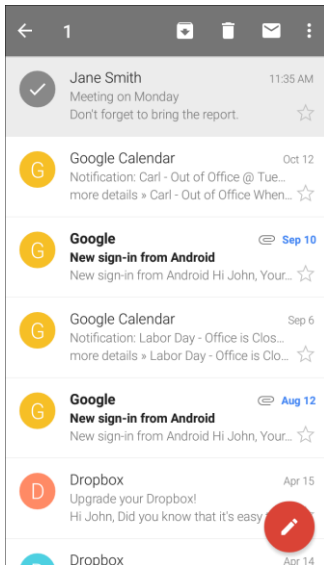 1
Jane Smith 11:35 AM
Meeting on Monday
Don't forget to bring the report.
G
Google Calendar Oct 12
Notification: Carl - Out of Office @ Tue...
more details » Carl - Out of Office When...
G
Google Sep 10
New sign-in from Android
New sign-in from Android Hi John, Your...
G
Google Calendar Sep 6
Notification: Labor Day - Office is Clos...
more details » Labor Day - Office is Clo...
G
Google Aug 12
New sign-in from Android
New sign-in from Android Hi John, Your...
D
Dropbox Apr 15
Upgrade your Dropbox!
Hi John, Did you know that it's easy
Dropbox Apr 14